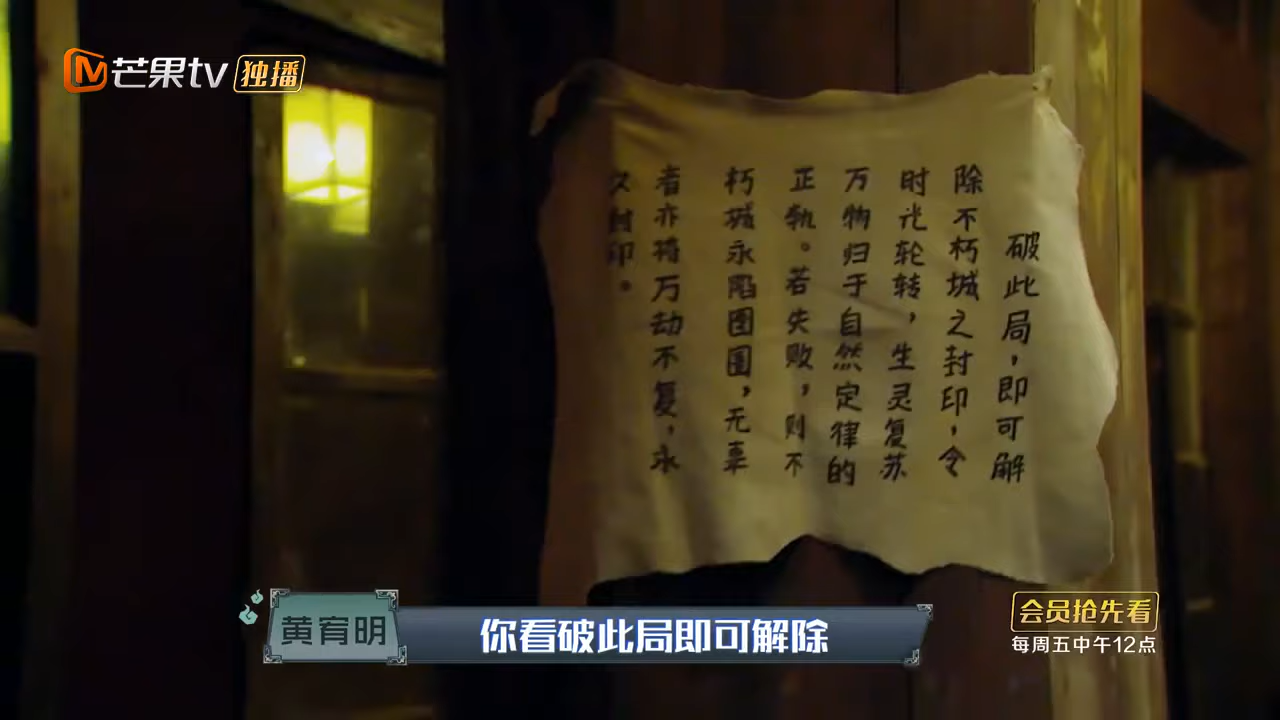 芒果tv 独播
破此局，即可解
除不朽城之封印，令
时光轮转，生灵复苏
万物归于自然定律的
正轨。若失败，则不
朽城永陷囹圄，无辜
者亦将万劫不复，永
久封印。
黄宥明
你看破此局即可解除
会员抢先看
每周五中午12点